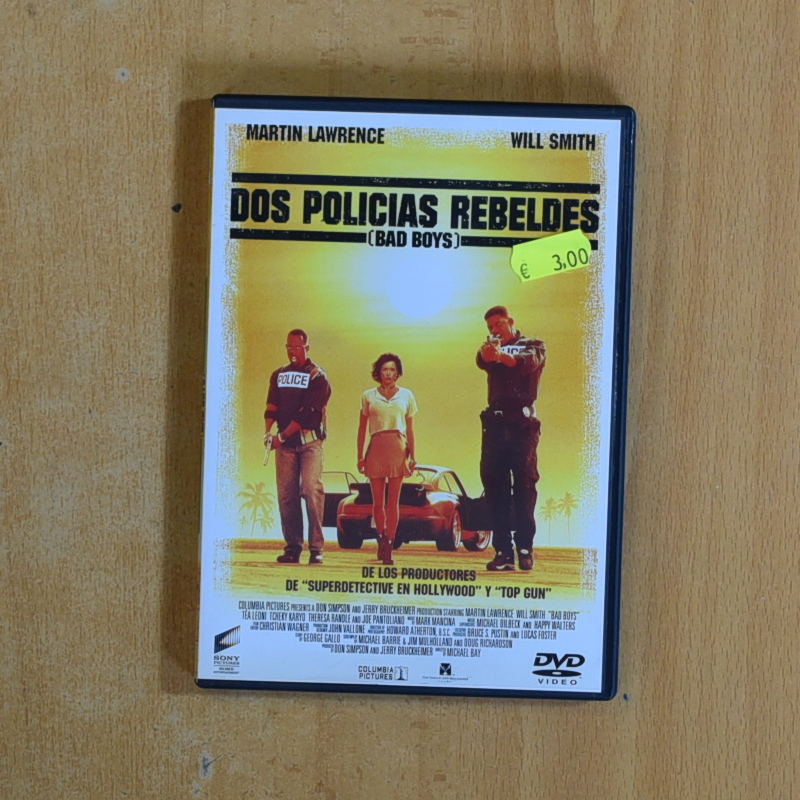 MARTIN LAWRENCE WILL SMITH
DOS POLICIAS REBELDES
(BAD BOYS)
€ 3,00
POLICE
POLICE
DE LOS PRODUCTORES
DE "SUPERDETECTIVE EN HOLLYWOOD" Y "TOP GUN"
COLUMBIA PICTURES PRESENTS A DON SIMPSON AND JERRY BRUCKHEIMER PRODUCTION STARRING MARTIN LAWRENCE WILL SMITH "BAD BOYS"
TÉA LEONI TCHEKY KARYO THERESA RANDLE AND JOE PANTOLIANO MARK MANCINA MICHAEL DILBECK AND HAPPY WALTERS
CHRISTIAN WAGNER JOHN VALLONE HOWARD ATHERTON, B.S.C. BRUCE S. PUSTIN AND LUCAS FOSTER
GEORGE GALLO MICHAEL BARRIE & JIM MULHOLLAND AND DOUG RICHARDSON
DON SIMPSON AND JERRY BRUCKHEIMER MICHAEL BAY
SONY
PICTURES
COLUMBIA
PICTURES
DVD
VIDEO